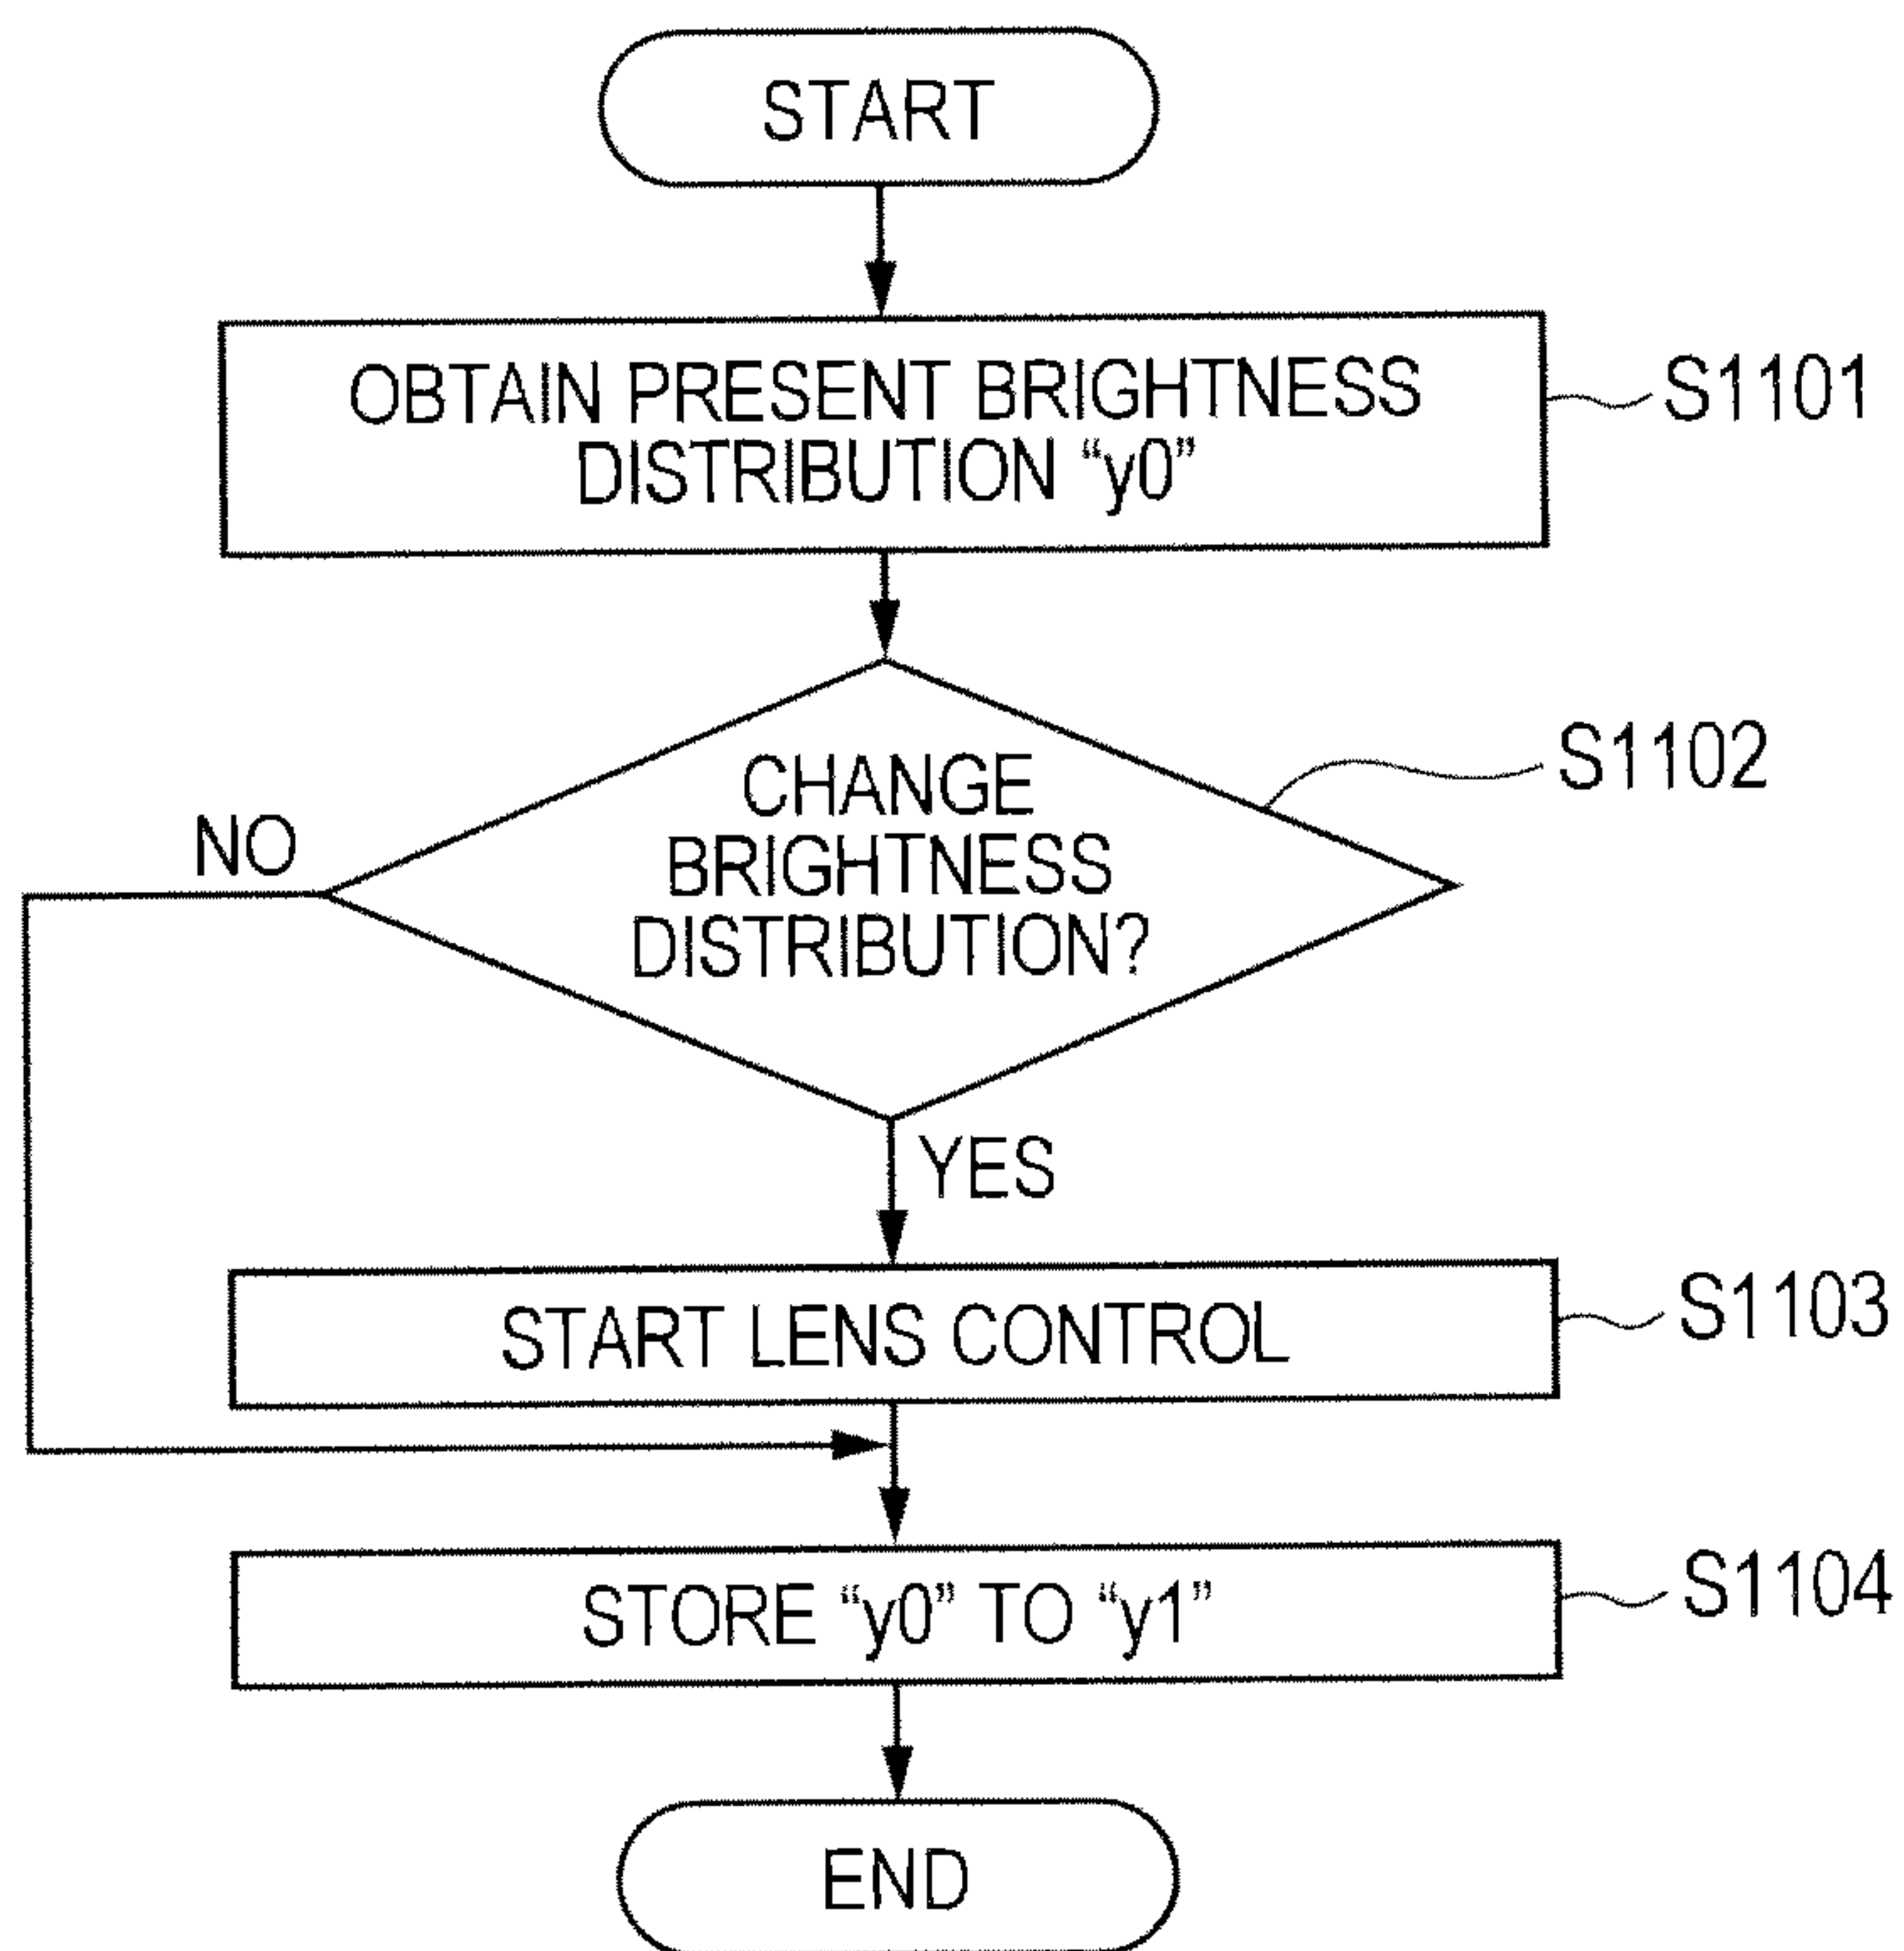 START
OBTAIN PRESENT BRIGHTNESS
DISTRIBUTION “y0”
S1101
CHANGE
BRIGHTNESS
DISTRIBUTION?
S1102
NO
YES
START LENS CONTROL
S1103
STORE “y0” TO “y1”
S1104
END